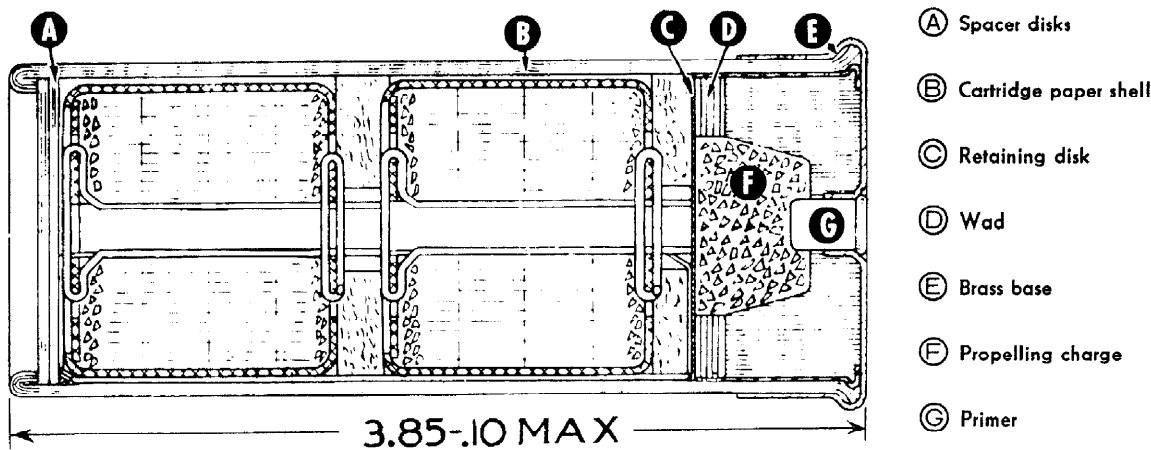 A
B
C
D
E
F
G
3.85-.10 MAX
Ⓐ Spacer disks
Ⓑ Cartridge paper shell
Ⓒ Retaining disk
Ⓓ Wad
Ⓔ Brass base
Ⓕ Propelling charge
Ⓖ Primer